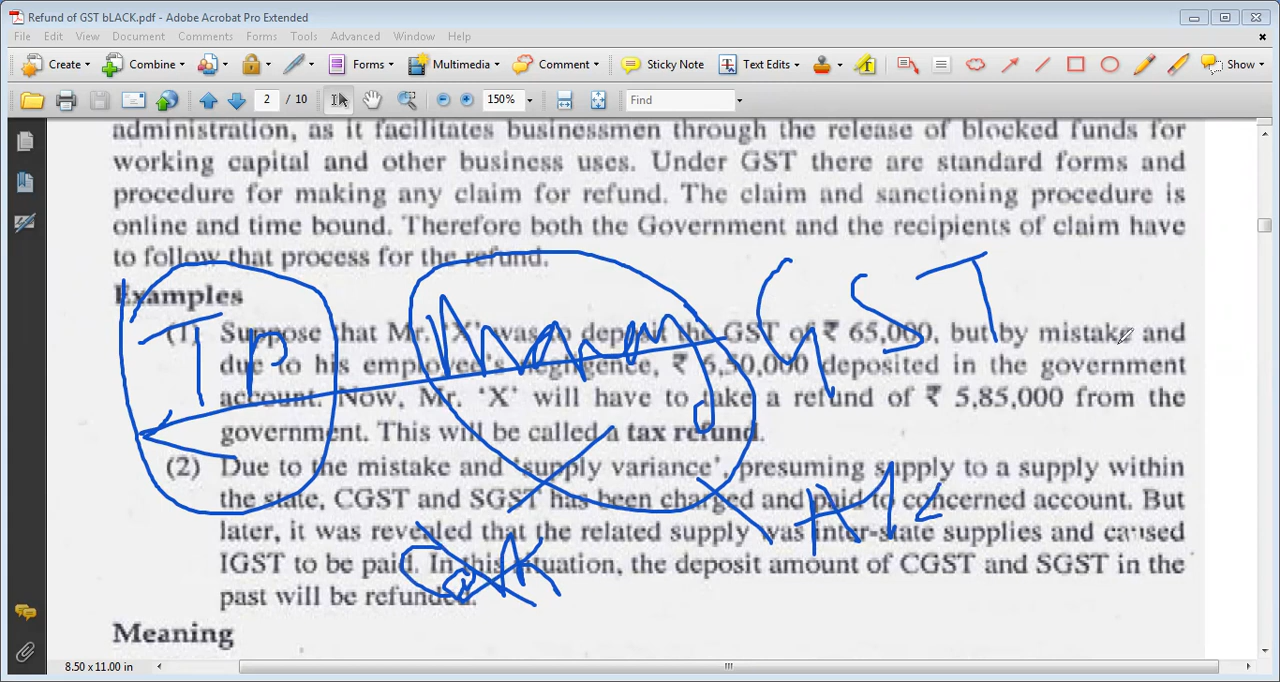 Refund of GST bLACK.pdf - Adobe Acrobat Pro Extended
File Edit View Document Comments Forms Tools Advanced Window Help
Create Combine Forms Multimedia Comment Sticky Note Text Edits Show
2 / 10 150% Find
administration, as it facilitates businessmen through the release of blocked funds for
working capital and other business uses. Under GST there are standard forms and
procedure for making any claim for refund. The claim and sanctioning procedure is
online and time bound. Therefore both the Government and the recipients of claim have
to follow that process for the refund.
Examples
(1) Suppose that Mr. ‘X’ was to deposit the GST of ₹ 65,000, but by mistake and
due to his employee's negligence, ₹ 6,50,000 deposited in the government
account. Now, Mr. ‘X’ will have to take a refund of ₹ 5,85,000 from the
government. This will be called a tax refund.
(2) Due to the mistake and ‘supply variance’, presuming supply to a supply within
the state, CGST and SGST has been charged and paid to concerned account. But
later, it was revealed that the related supply was inter-state supplies and caused
IGST to be paid. In this situation, the deposit amount of CGST and SGST in the
past will be refunded.
Meaning
TP Money GST
A/c
8.50 x 11.00 in